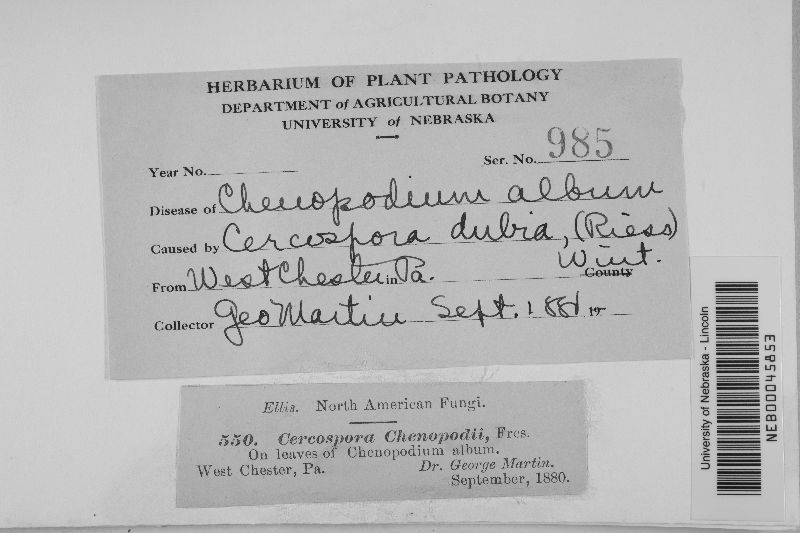 HERBARIUM OF PLANT PATHOLOGY
DEPARTMENT of AGRICULTURAL BOTANY
UNIVERSITY of NEBRASKA
Year No. Ser. No. 985
Disease of Chenopodium album
Caused by Cercospora dubia, (Riess) Wint.
From West Chester in Pa. County
Collector Geo Martin Sept. 1881 19
Ellis. North American Fungi.
550. Cercospora Chenopodii, Fres.
On leaves of Chenopodium album.
West Chester, Pa. Dr. George Martin.
September, 1880.
University of Nebraska - Lincoln
NEB00045853